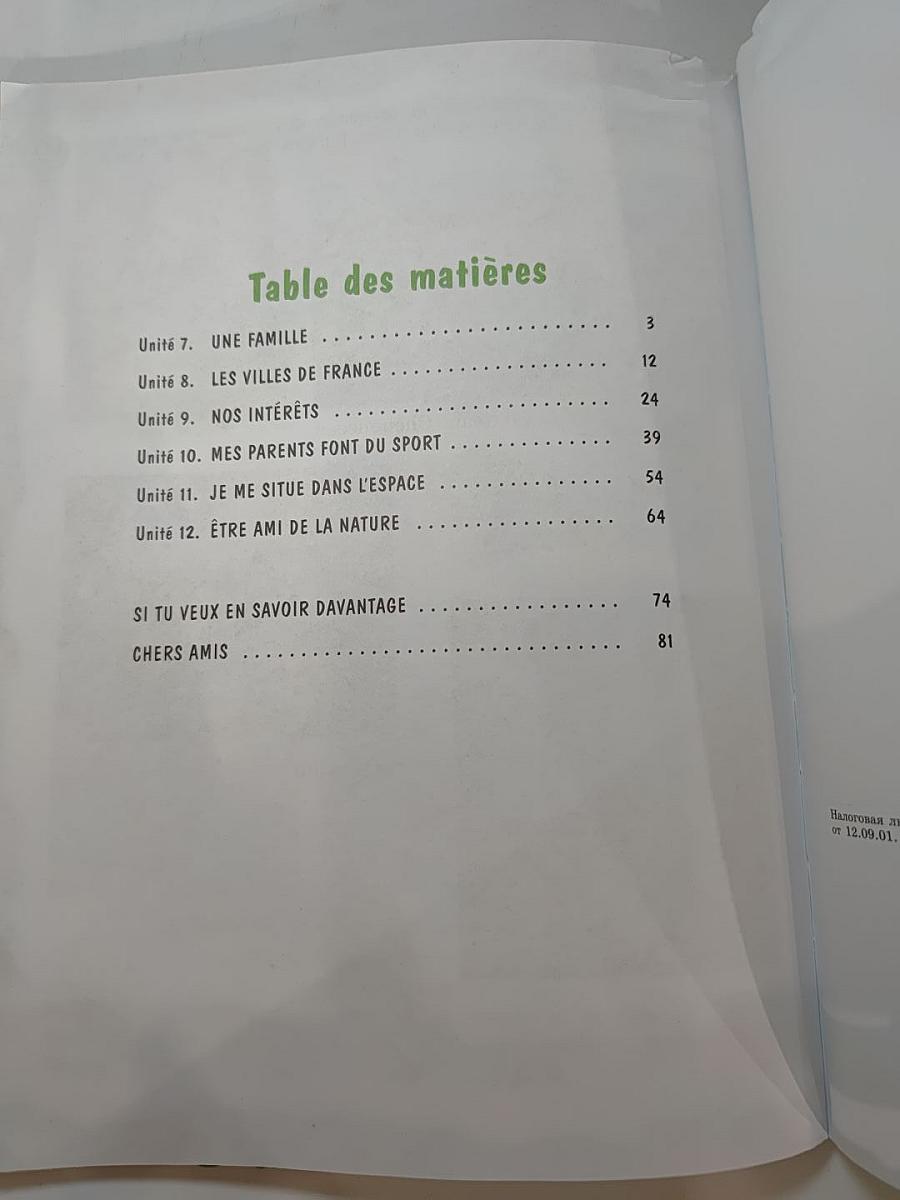 Table des matières
Unité 7. UNE FAMILLE ......................... 3
Unité 8. LES VILLES DE FRANCE ................... 12
Unité 9. NOS INTÉRÊTS ........................ 24
Unité 10. MES PARENTS FONT DU SPORT .............. 39
Unité 11. JE ME SITUE DANS L'ESPACE ............... 54
Unité 12. ÊTRE AMI DE LA NATURE ................. 64
SI TU VEUX EN SAVOIR DAVANTAGE ................. 74
CHERS AMIS ................................. 81
Налоговая
от 12.09.01.